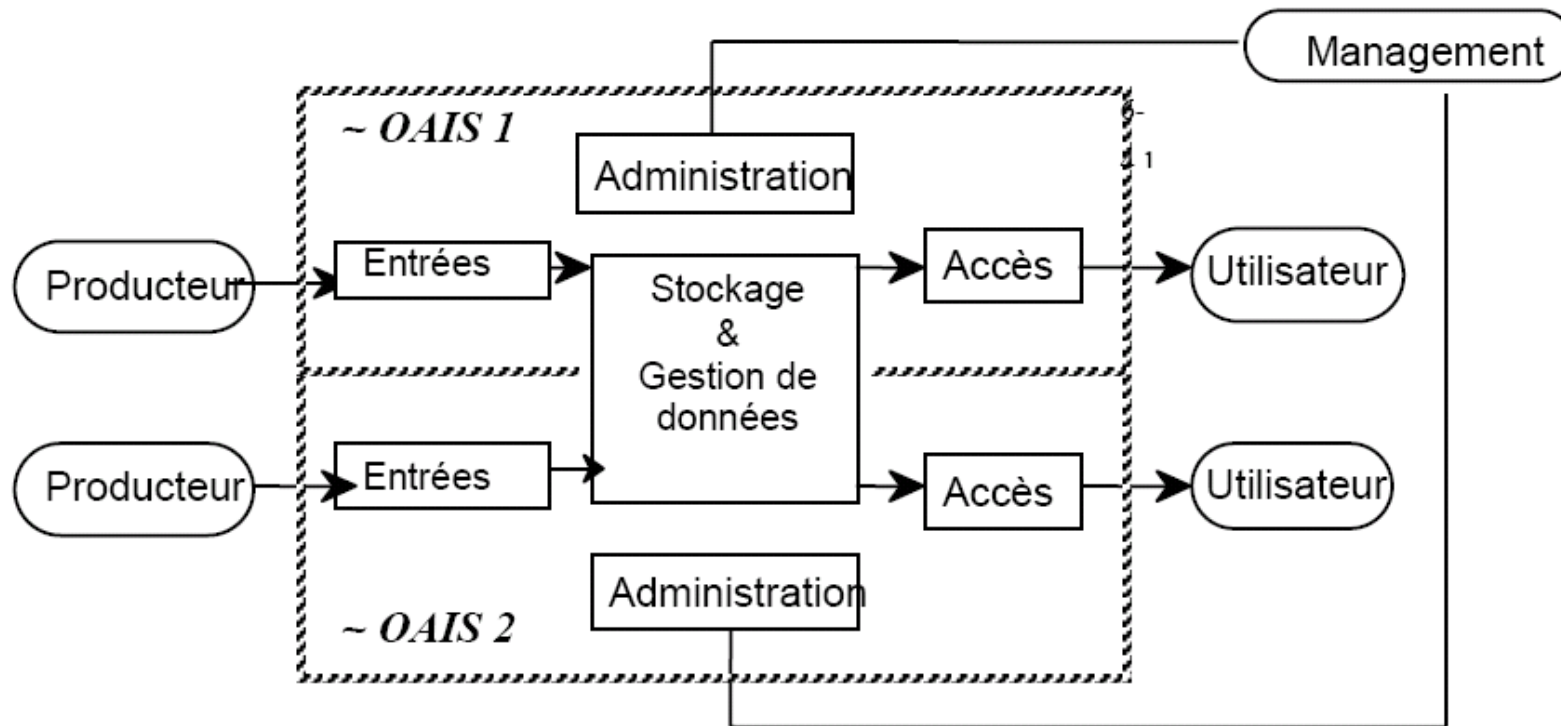 Management
~ OAIS 1
Administration
Producteur
Entrées
Stockage
&
Gestion de
données
Accès
Utilisateur
Producteur
Entrées
Accès
Utilisateur
Administration
~ OAIS 2